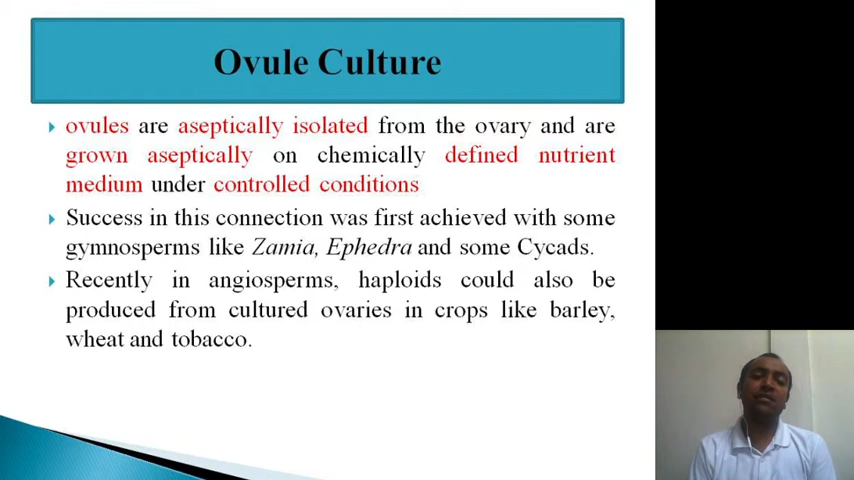 Ovule Culture
ovules are aseptically isolated from the ovary and are
grown aseptically on chemically defined nutrient
medium under controlled conditions
Success in this connection was first achieved with some
gymnosperms like Zamia, Ephedra and some Cycads.
Recently in angiosperms, haploids could also be
produced from cultured ovaries in crops like barley,
wheat and tobacco.